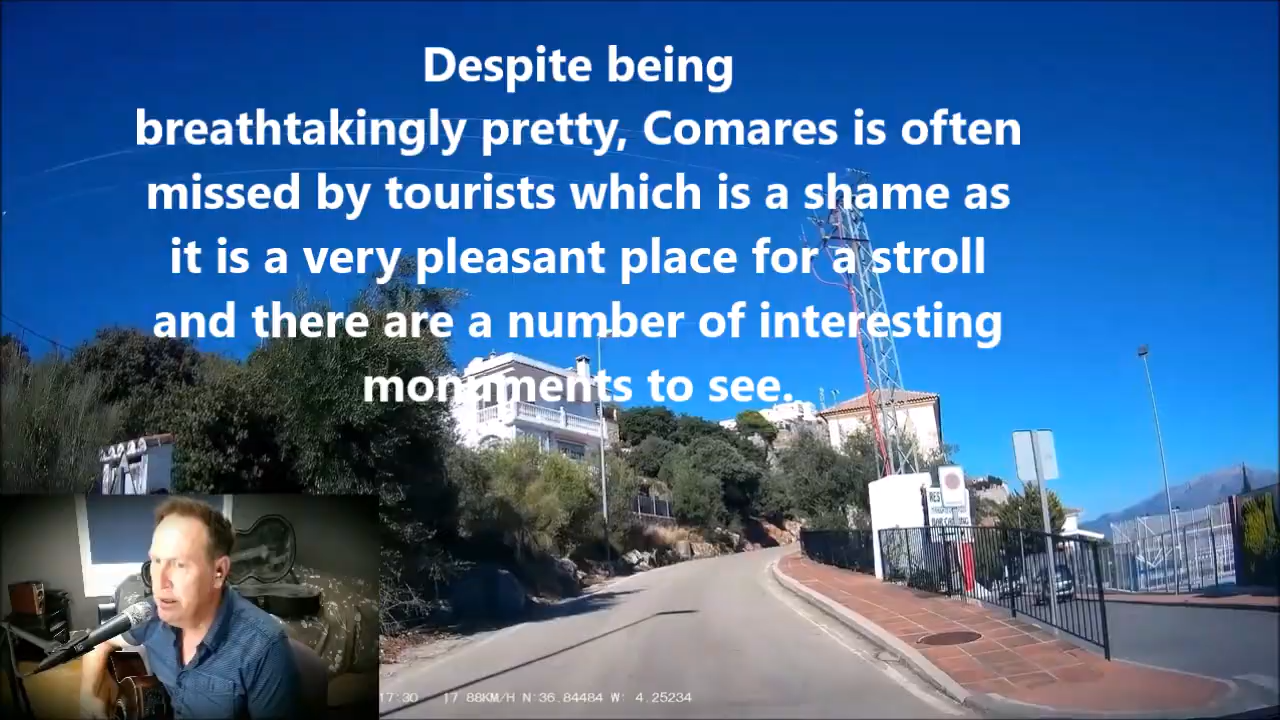 Despite being
breathtakingly pretty, Comares is often
missed by tourists which is a shame as
it is a very pleasant place for a stroll
and there are a number of interesting
monuments to see.
17:30 17 88KM/H N:36.84484 W: 4.25234